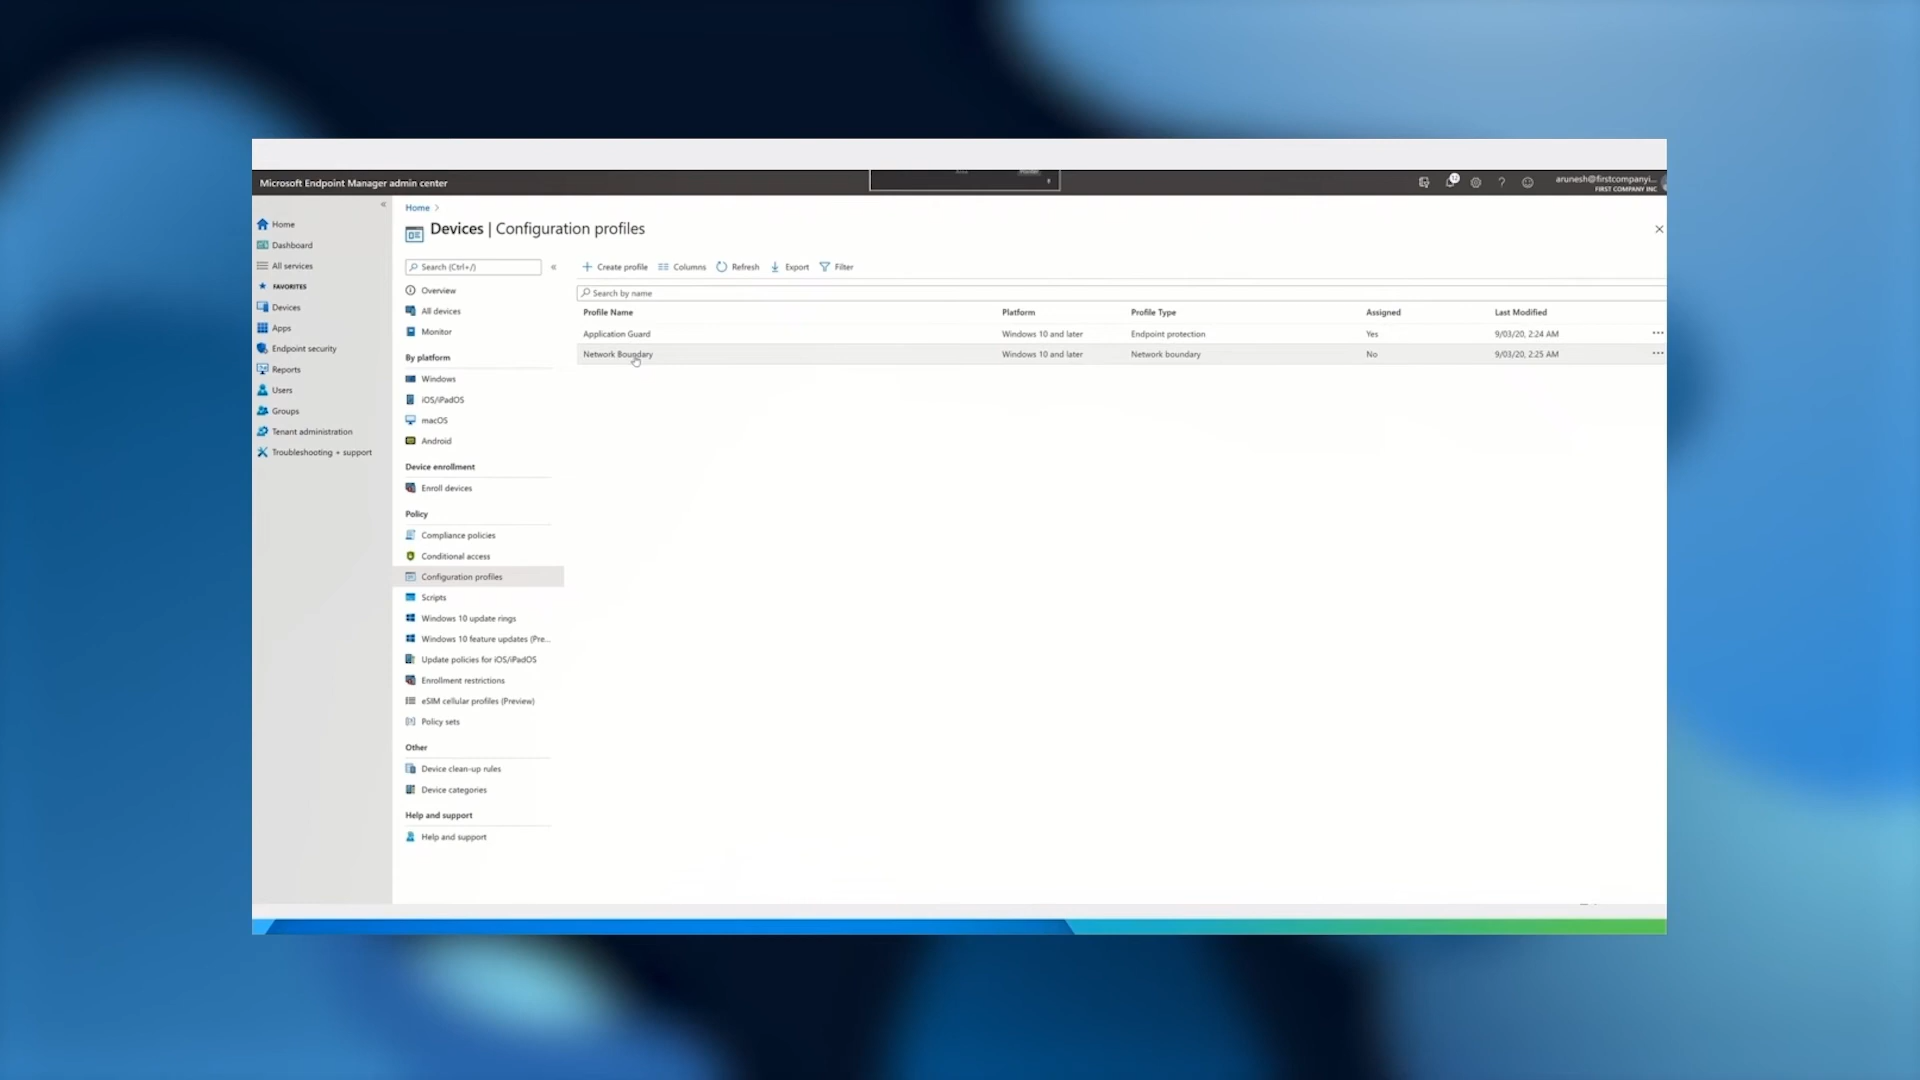 Microsoft Endpoint Manager admin center
12
arunesh@firstcompanyi...
FIRST COMPANY INC
Home
Dashboard
All services
FAVORITES
Devices
Apps
Endpoint security
Reports
Users
Groups
Tenant administration
Troubleshooting + support
Home
Devices | Configuration profiles
Search (Ctrl+/)
Overview
All devices
Monitor
By platform
Windows
iOS/iPadOS
macOS
Android
Device enrollment
Enroll devices
Policy
Compliance policies
Conditional access
Configuration profiles
Scripts
Windows 10 update rings
Windows 10 feature updates (Pre...
Update policies for iOS/iPadOS
Enrollment restrictions
eSIM cellular profiles (Preview)
Policy sets
Other
Device clean-up rules
Device categories
Help and support
Help and support
Create profile Columns Refresh Export Filter
Search by name
Profile Name Platform Profile Type Assigned Last Modified
Application Guard Windows 10 and later Endpoint protection Yes 9/03/20, 2:24 AM
Network Boundary Windows 10 and later Network boundary No 9/03/20, 2:25 AM